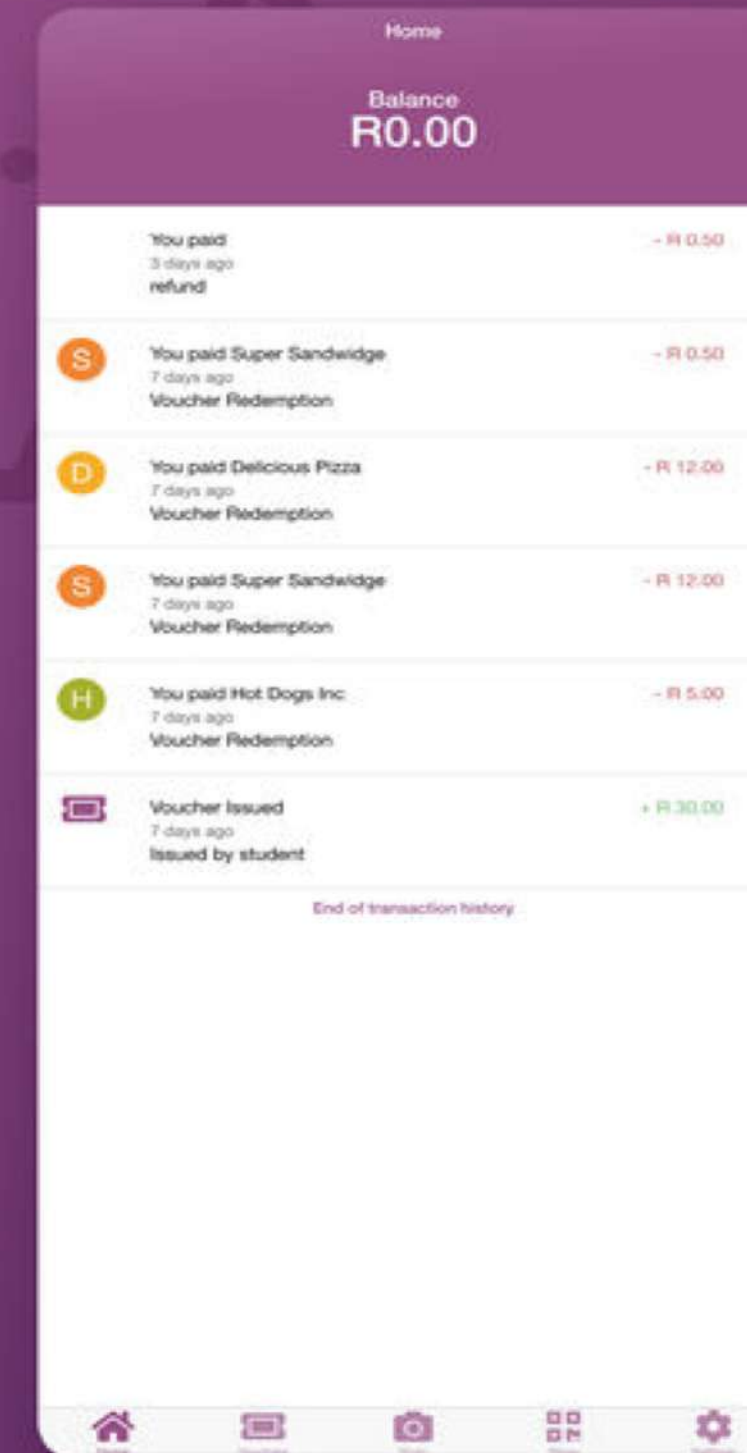 Home
Balance
R0.00
You paid
- R 0.50
3 days ago
refund
S
You paid Super Sandwidge
- R 0.50
7 days ago
Voucher Redemption
D
You paid Delicious Pizza
- R 12.00
7 days ago
Voucher Redemption
S
You paid Super Sandwidge
- R 12.00
7 days ago
Voucher Redemption
H
You paid Hot Dogs Inc
- R 5.00
7 days ago
Voucher Redemption
Voucher Issued
+ R 30.00
7 days ago
Issued by student
End of transaction history